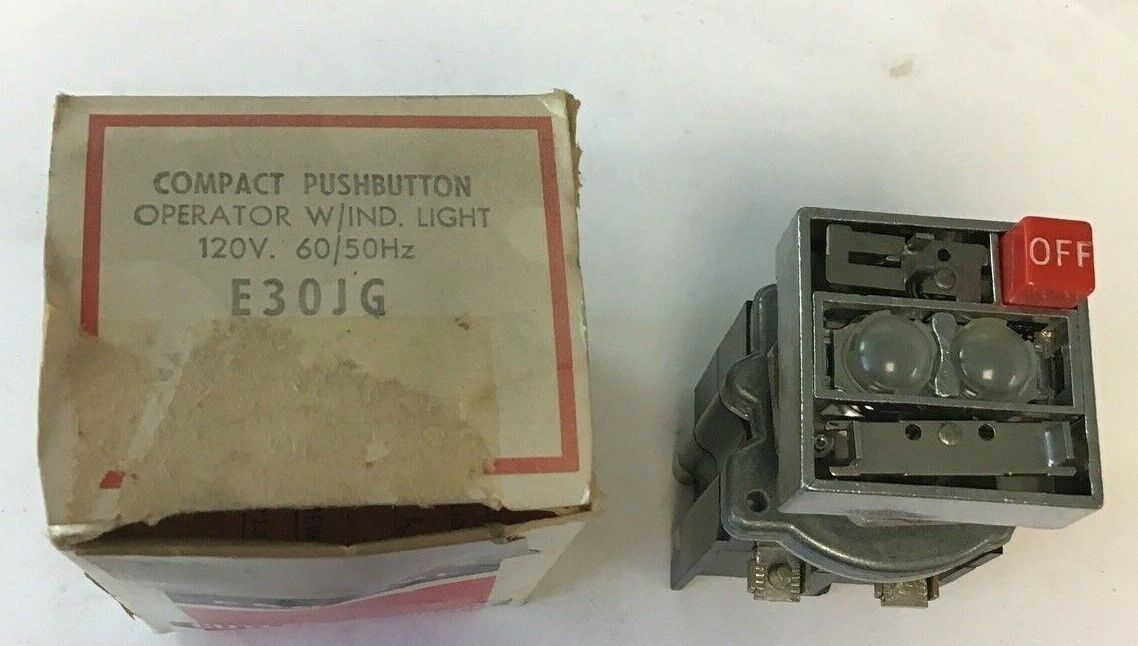 COMPACT PUSHBUTTON
OPERATOR W/IND. LIGHT
120V. 60/50Hz
E30JG
OFF